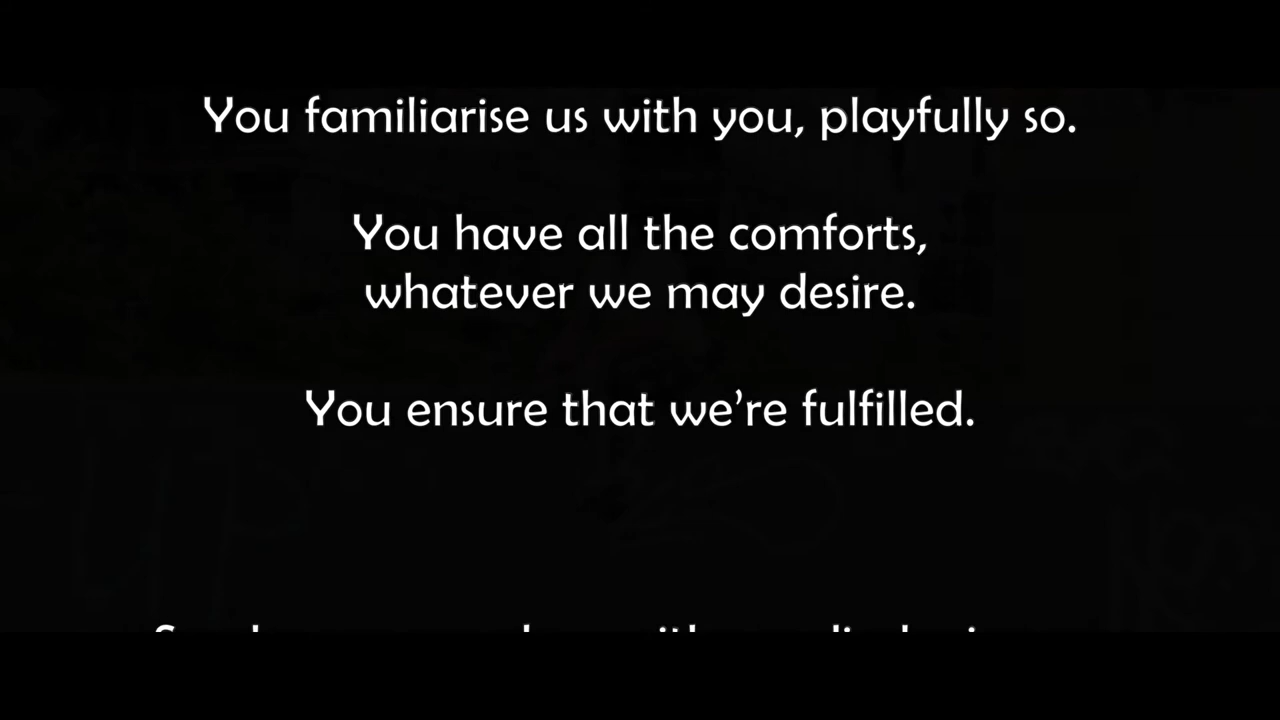 You familiarise us with you, playfully so.
You have all the comforts,
whatever we may desire.
You ensure that we’re fulfilled.